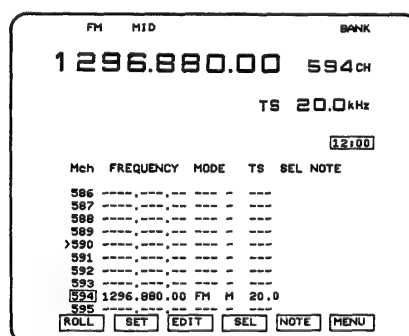 FM MID BANK
1296.880.00 594CH
TS 20.0kHz
12:00
Mch FREQUENCY MODE TS SEL NOTE
586 ----.---.-- --- - ---
587 ----.---.-- --- - ---
588 ----.---.-- --- - ---
589 ----.---.-- --- - ---
>590 ----.---.-- --- - ---
591 ----.---.-- --- - ---
592 ----.---.-- --- - ---
593 ----.---.-- --- - ---
594 1296.880.00 FM M 20.0
595 ----.---.-- --- - ---
ROLL SET EDIT SEL NOTE MENU